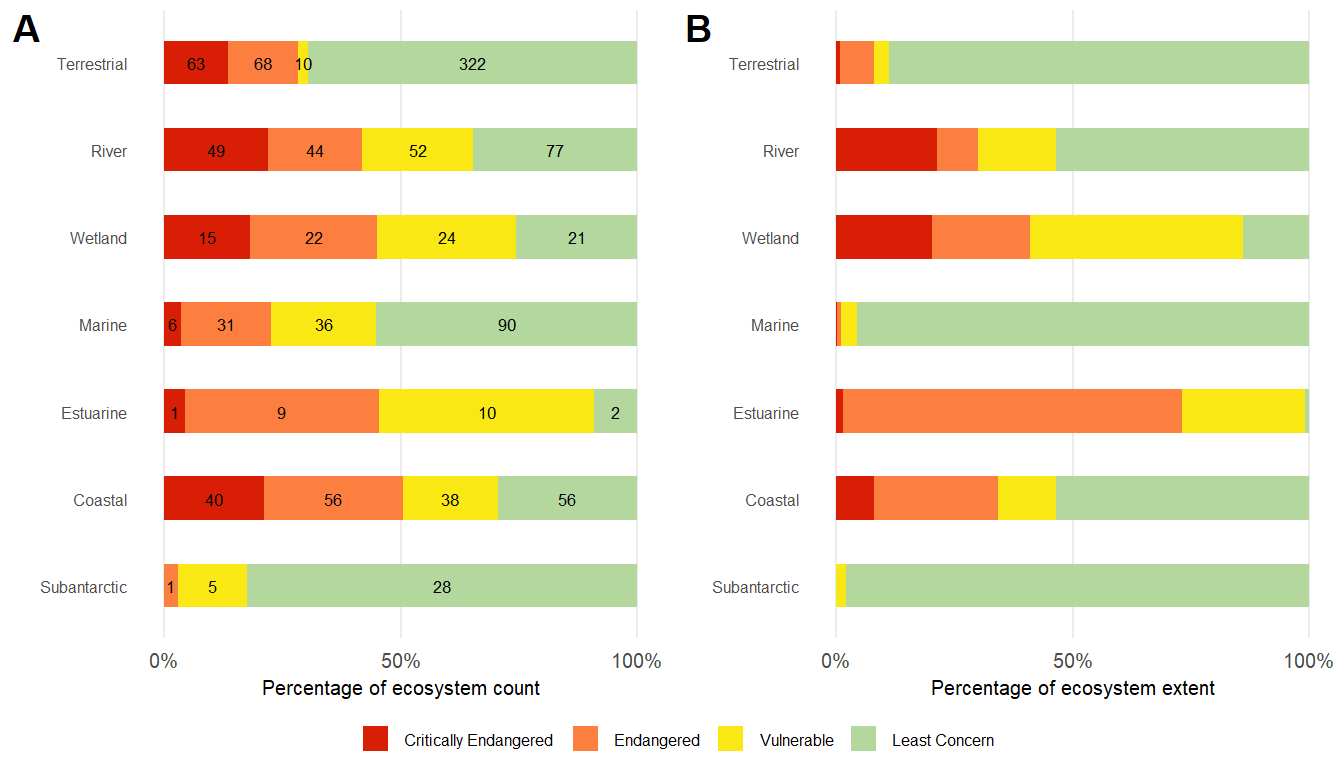 A
Terrestrial 63 68 10 322
River 49 44 52 77
Wetland 15 22 24 21
Marine 6 31 36 90
Estuarine 1 9 10 2
Coastal 40 56 38 56
Subantarctic 1 5 28
0% 50% 100%
Percentage of ecosystem count
B
Terrestrial
River
Wetland
Marine
Estuarine
Coastal
Subantarctic
0% 50% 100%
Percentage of ecosystem extent
Critically Endangered Endangered Vulnerable Least Concern